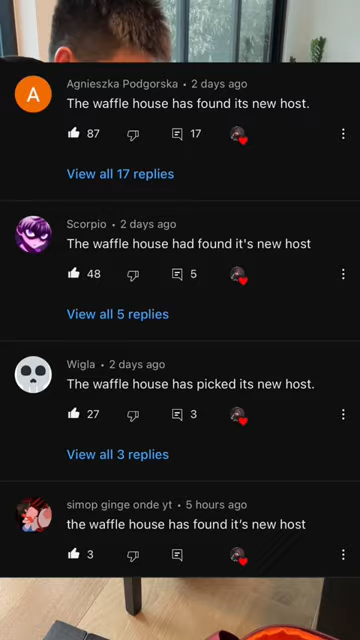 A
Agnieszka Podgorska • 2 days ago
The waffle house has found its new host.
87 17
View all 17 replies
Scorpio • 2 days ago
The waffle house had found it's new host
48 5
View all 5 replies
Wigla • 2 days ago
The waffle house has picked its new host.
27 3
View all 3 replies
simop ginge onde yt • 5 hours ago
the waffle house has found it's new host
3